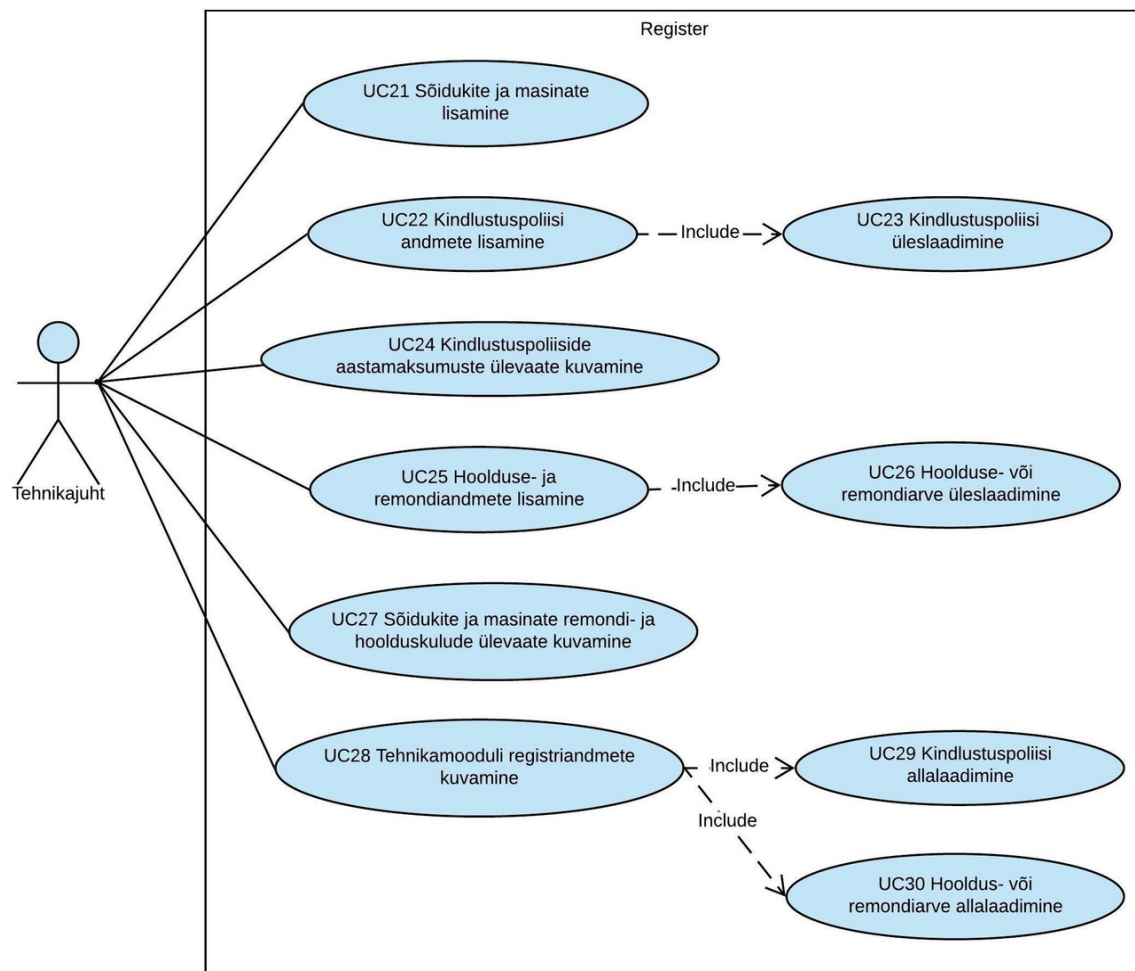 Register
UC21 Sõidukite ja masinate
lisamine
UC22 Kindlustuspoliisi
andmete lisamine
Include
UC23 Kindlustuspoliisi
üleslaadimine
UC24 Kindlustuspoliiside
aastamaksumuste ülevaate kuvamine
Tehnikajuht
UC25 Hoolduse- ja
remondiandmete lisamine
Include
UC26 Hoolduse- või
remondiarve üleslaadimine
UC27 Sõidukite ja masinate remondi- ja
hoolduskulude ülevaate kuvamine
UC28 Tehnikamooduli registriandmete
kuvamine
Include
UC29 Kindlustuspoliisi
allalaadimine
Include
UC30 Hooldus- või
remondiarve allalaadimine